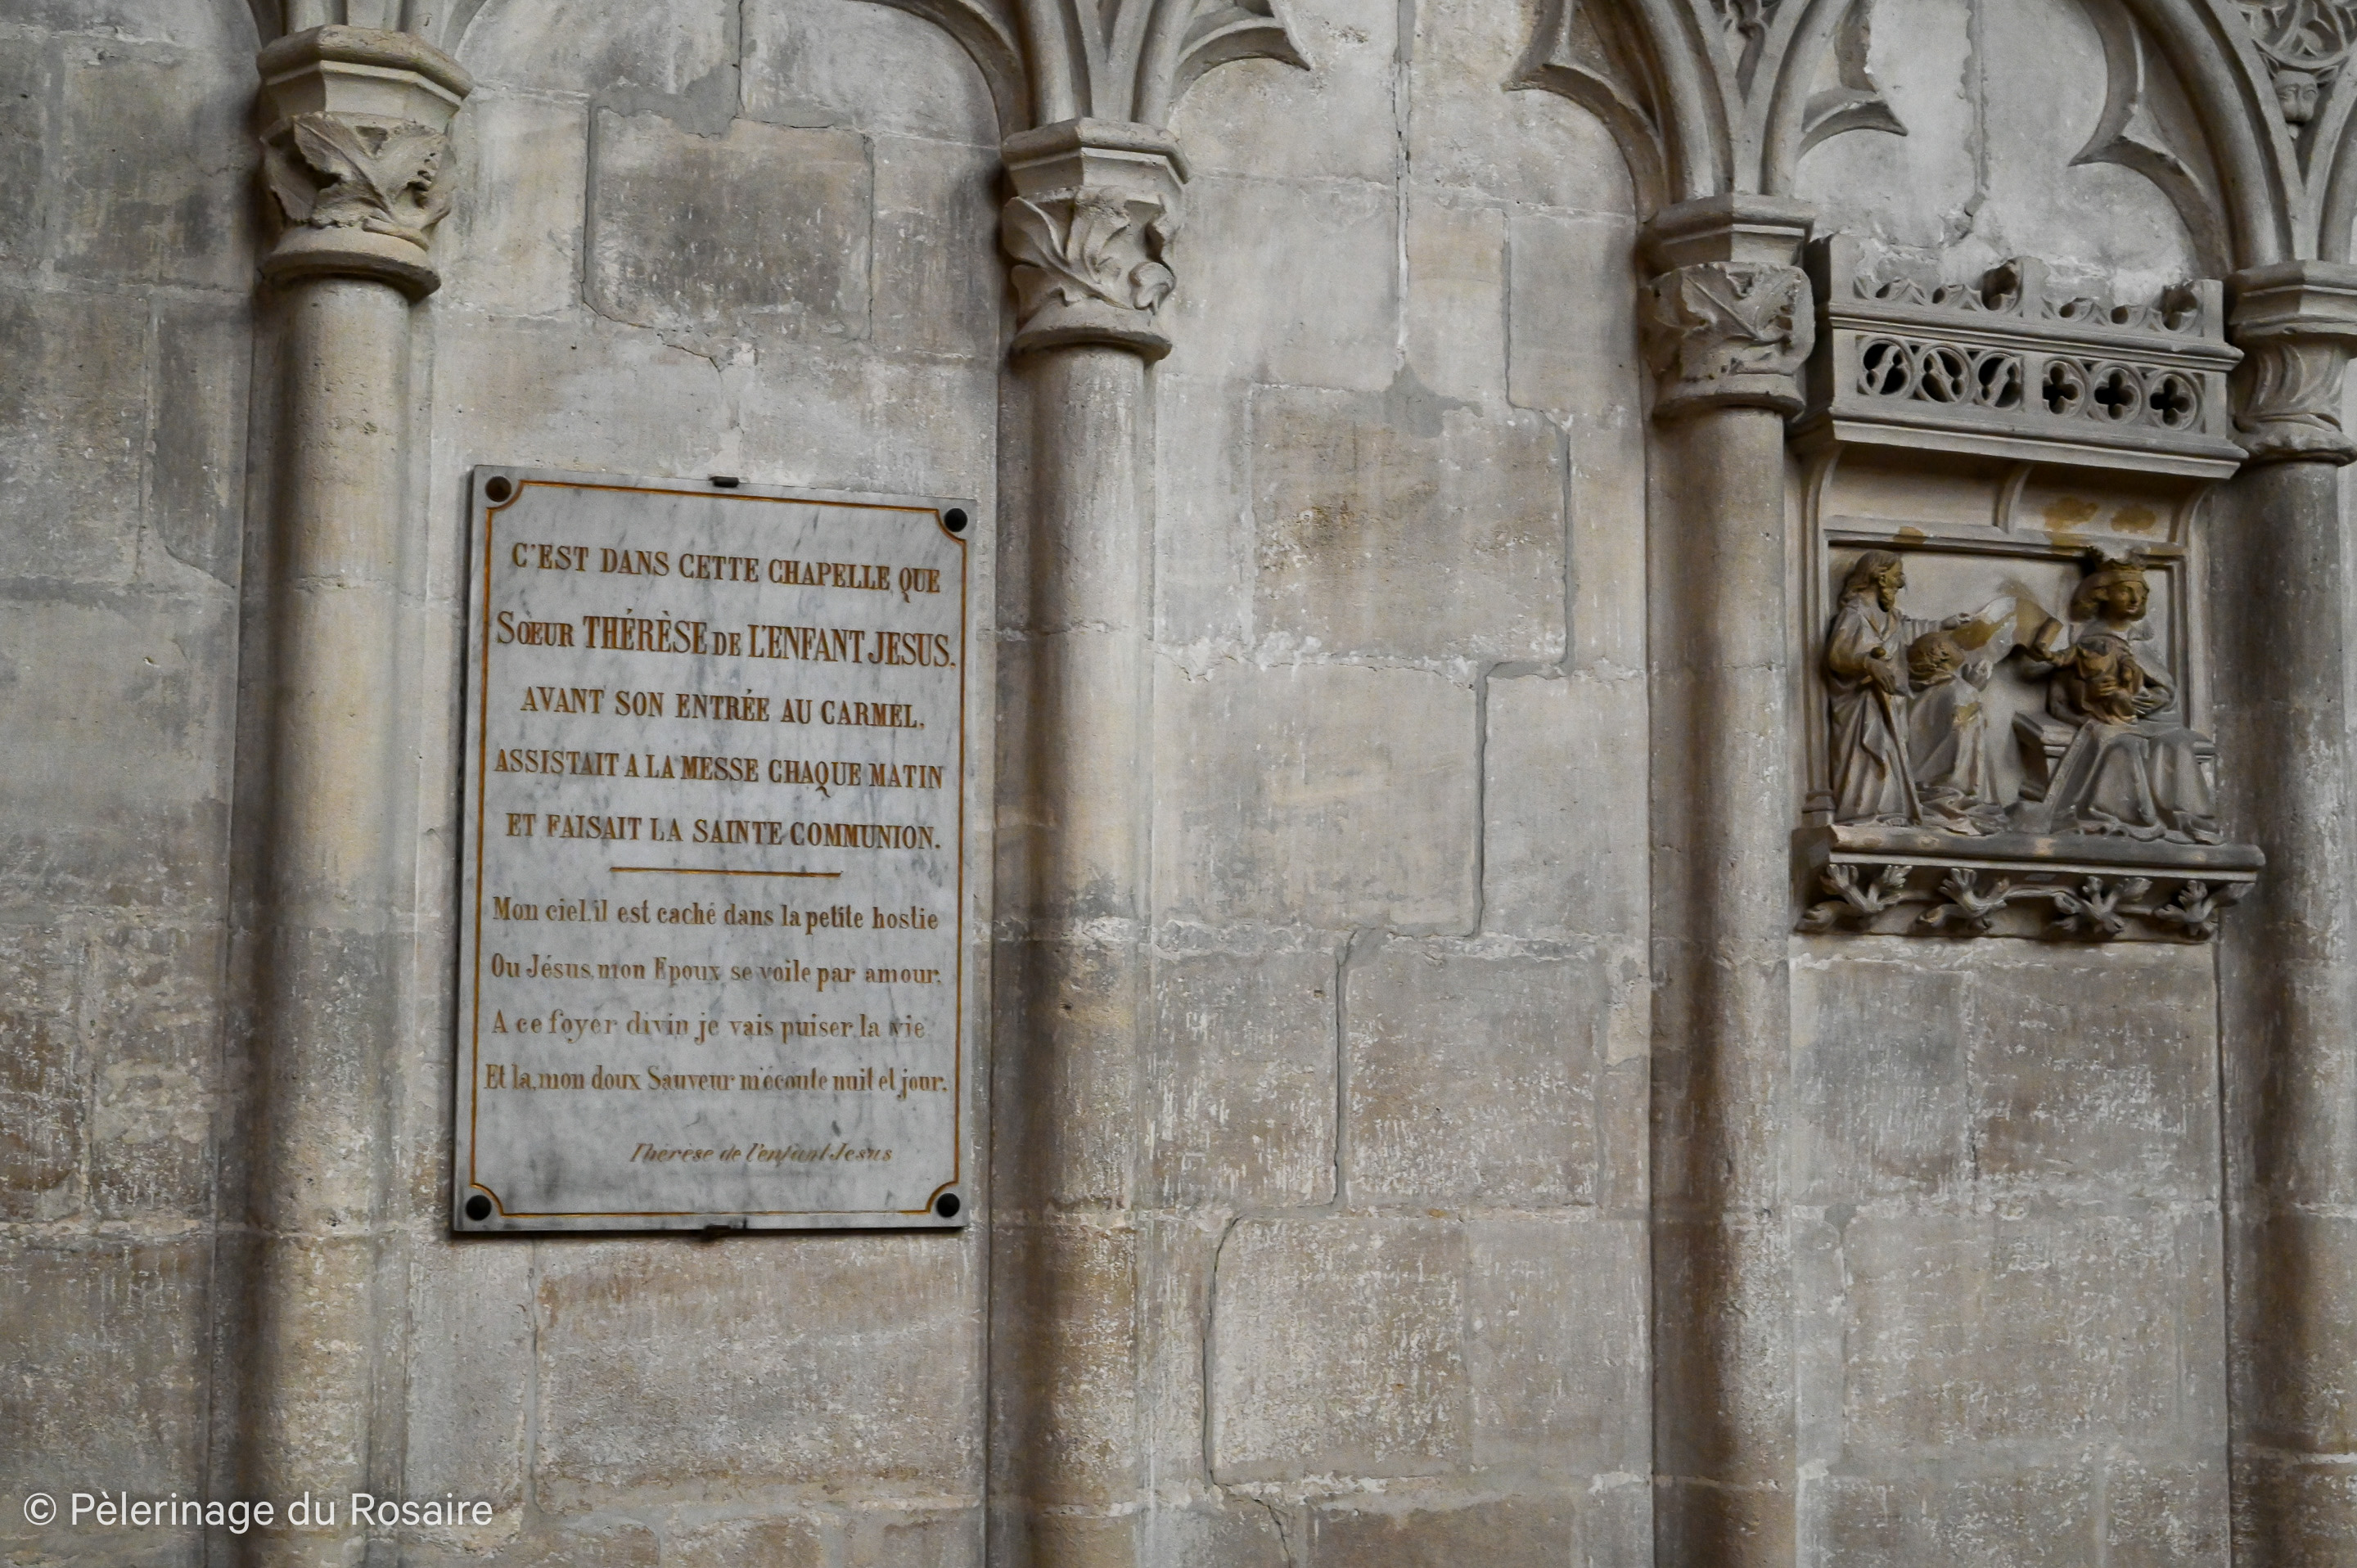 C'EST DANS CETTE CHAPELLE QUE
SŒUR THÉRÈSE DE L'ENFANT JESUS,
AVANT SON ENTRÉE AU CARMEL,
ASSISTAIT A LA MESSE CHAQUE MATIN
ET FAISAIT LA SAINTE COMMUNION.
Mon ciel, il est caché dans la petite hostie
Ou Jésus, mon Epoux se voile par amour.
A ce foyer divin je vais puiser la vie
Et la, mon doux Sauveur m'écoute nuit et jour.
Thérèse de l'enfant Jesus
© Pèlerinage du Rosaire